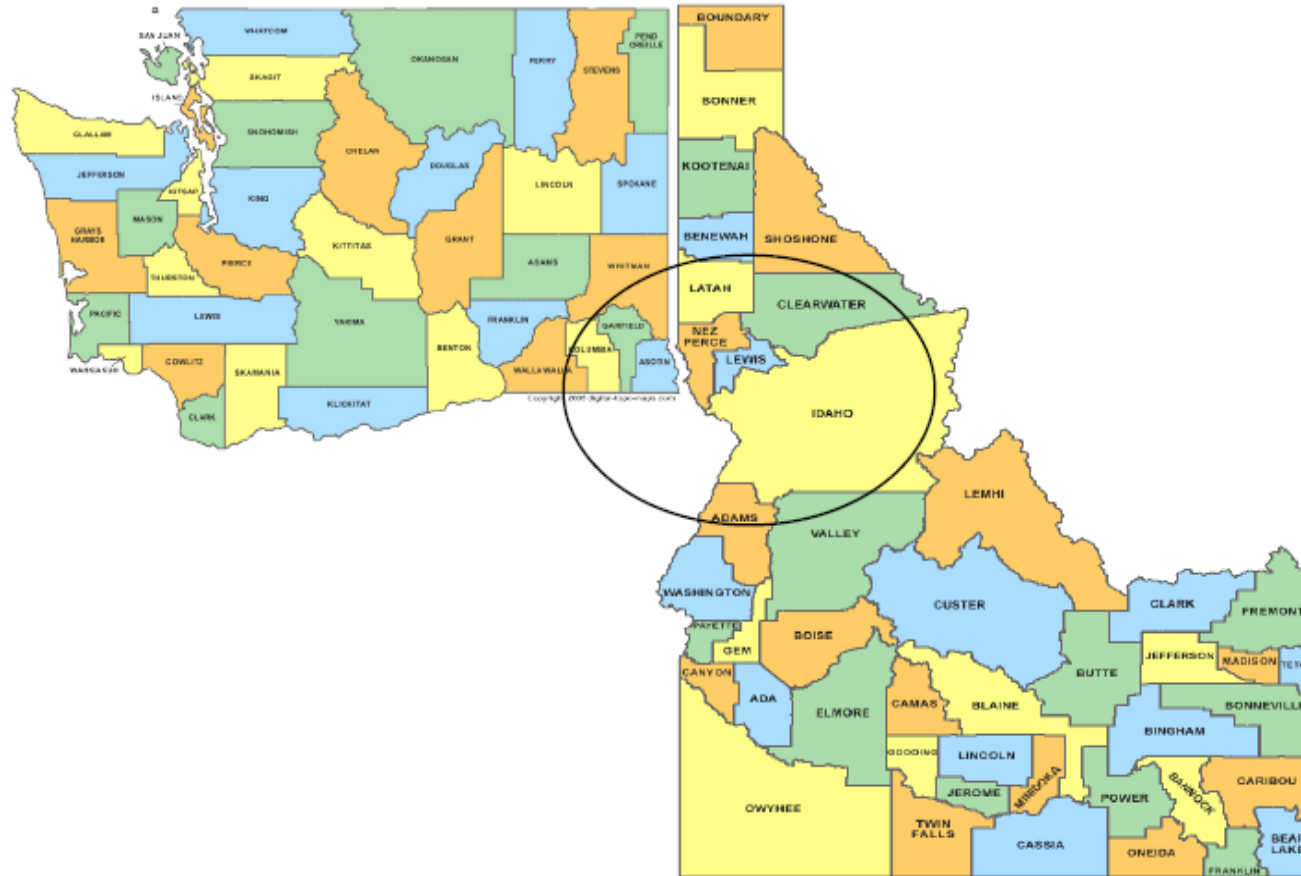 SAN JUAN
WHATCOM
SKAGIT
ISLAND
SNOHOMISH
OKANOGAN
FERRY
STEVENS
PEND
OREILLE
CLALLAM
JEFFERSON
KITSAP
KING
CHELAN
DOUGLAS
LINCOLN
SPOKANE
GRAYS
HARBOR
MASON
THURSTON
PIERCE
KITTITAS
GRANT
ADAMS
WHITMAN
PACIFIC
LEWIS
YAKIMA
BENTON
FRANKLIN
WALLA WALLA
COLUMBIA
GARFIELD
ASOTIN
COWLITZ
SKAMANIA
CLARK
KLICKITAT
BOUNDARY
BONNER
KOOTENAI
BENEWAH
SHOSHONE
LATAH
CLEARWATER
NEZ
PERCE
LEWIS
IDAHO
LEMHI
ADAMS
VALLEY
WASHINGTON
PAYETTE
GEM
BOISE
CUSTER
CLARK
FREMONT
CANYON
ADA
ELMORE
CAMAS
BLAINE
BUTTE
JEFFERSON
MADISON
TETO
BONNEVILLE
BINGHAM
GOODING
LINCOLN
JEROME
MINIDOKA
POWER
BANNOCK
CARIBOU
OWYHEE
TWIN
FALLS
CASSIA
ONEIDA
FRANKLIN
BEAR
LAKE